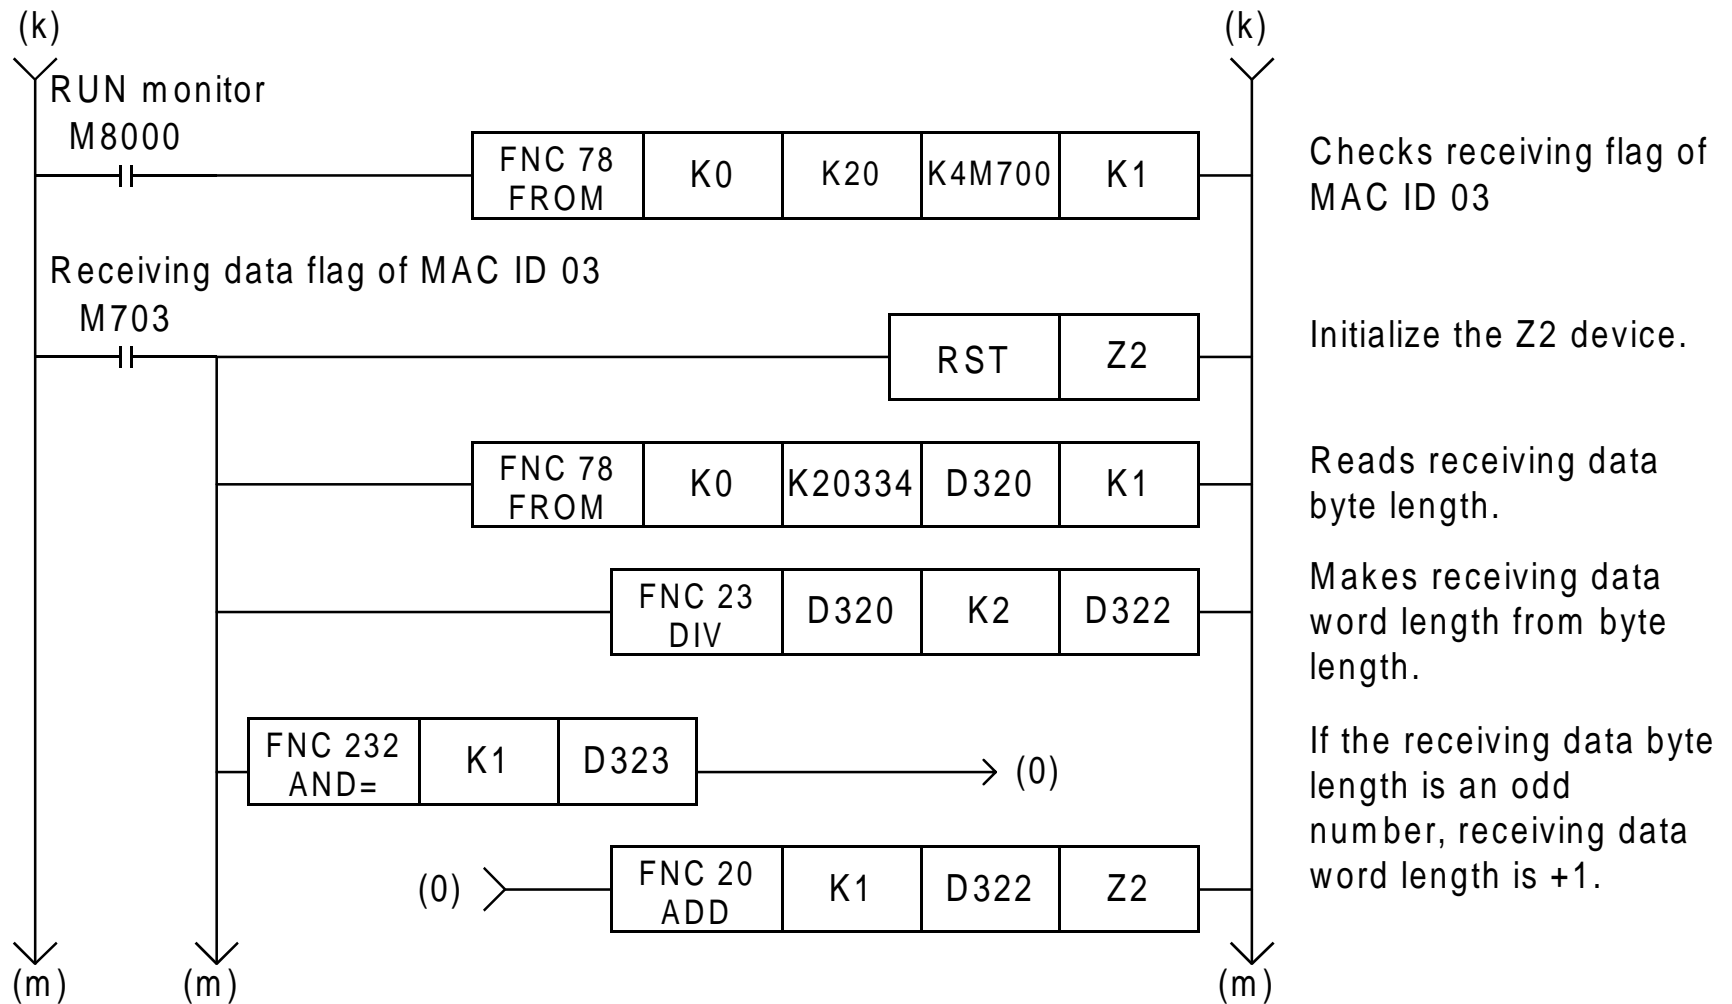 (k) (k)
RUN monitor
M8000
FNC 78
FROM
K0
K20
K4M700
K1
Checks receiving flag of
MAC ID 03
Receiving data flag of MAC ID 03
M703
RST
Z2
Initialize the Z2 device.
FNC 78
FROM
K0
K20334
D320
K1
Reads receiving data
byte length.
FNC 23
DIV
D320
K2
D322
Makes receiving data
word length from byte
length.
FNC 232
AND=
K1
D323
(0)
If the receiving data byte
length is an odd
number, receiving data
word length is +1.
(0)
FNC 20
ADD
K1
D322
Z2
(m) (m) (m)